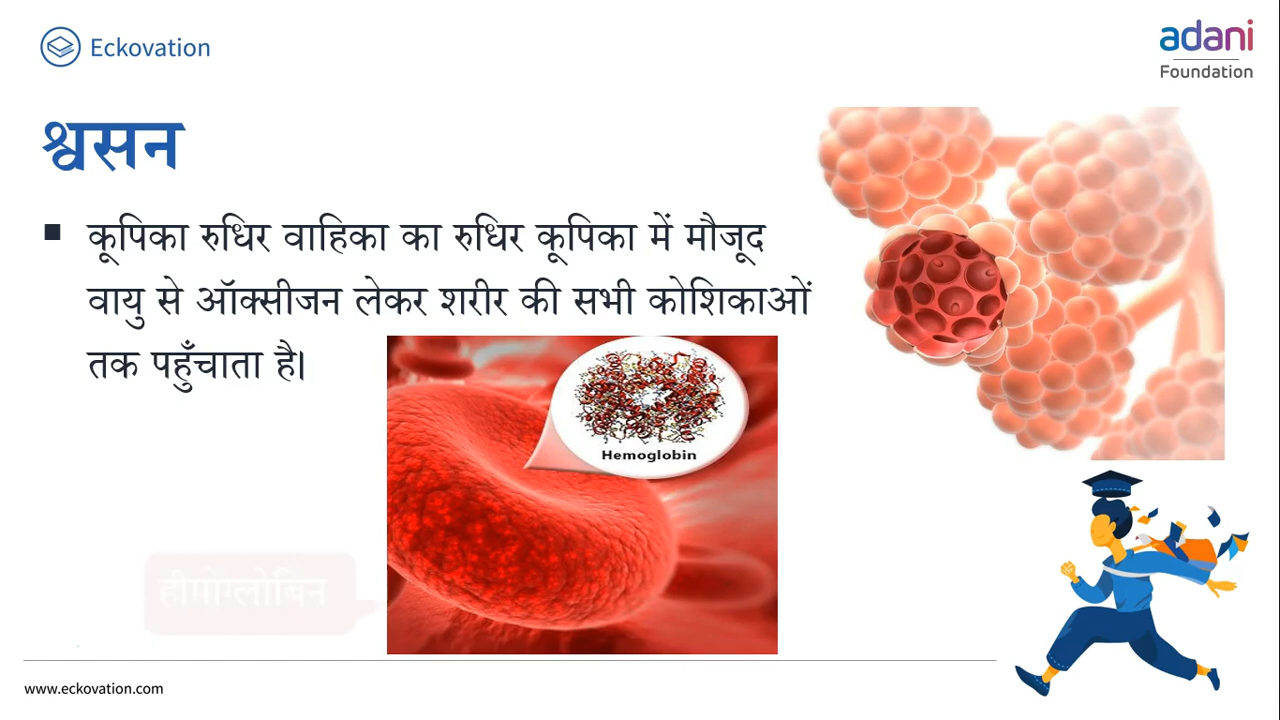 Eckovation
adani
Foundation
श्वसन
▪ कूपिका रुधिर वाहिका का रुधिर कूपिका में मौजूद
वायु से ऑक्सीजन लेकर शरीर की सभी कोशिकाओं
तक पहुँचाता है।
Hemoglobin
हीमोग्लोबिन
www.eckovation.com